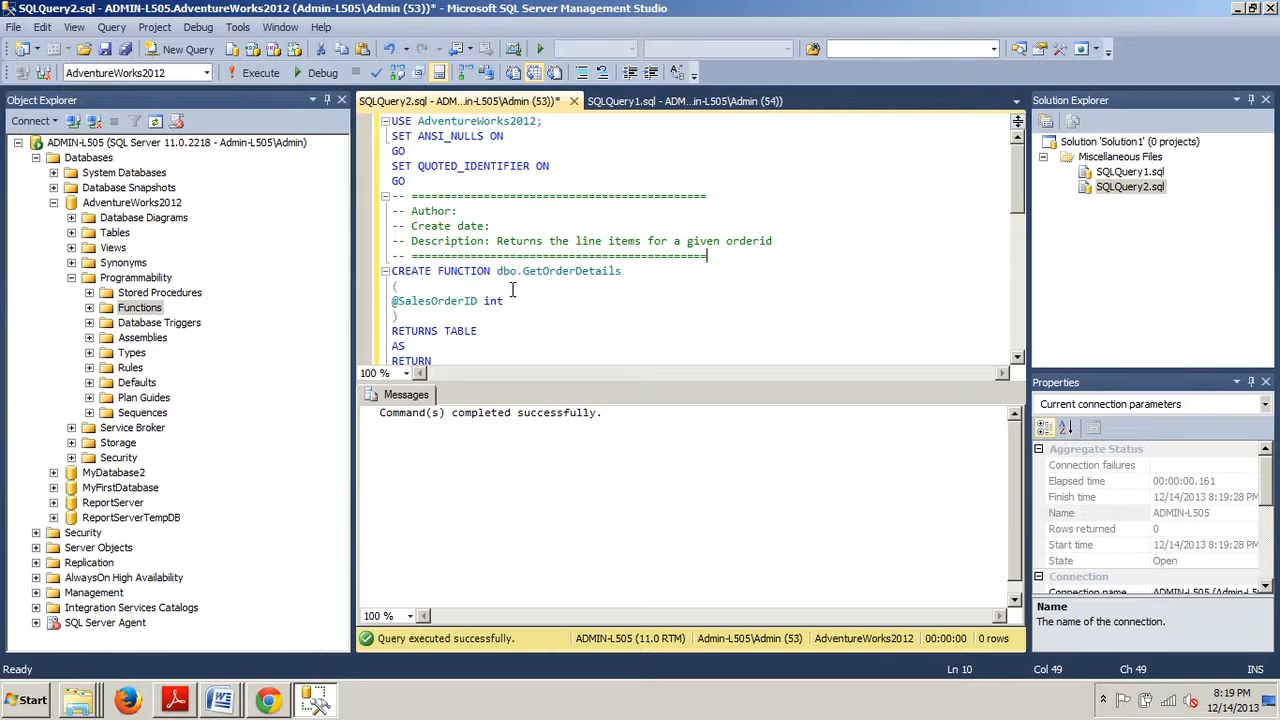 SQLQuery2.sql - ADMIN-L505.AdventureWorks2012 (Admin-L505\Admin (53))* - Microsoft SQL Server Management Studio
File Edit View Query Project Debug Tools Window Help
New Query
AdventureWorks2012 Execute Debug
Object Explorer
Connect
ADMIN-L505 (SQL Server 11.0.2218 - Admin-L505\Admin)
Databases
System Databases
Database Snapshots
AdventureWorks2012
Database Diagrams
Tables
Views
Synonyms
Programmability
Stored Procedures
Functions
Database Triggers
Assemblies
Types
Rules
Defaults
Plan Guides
Sequences
Service Broker
Storage
Security
MyDatabase2
MyFirstDatabase
ReportServer
ReportServerTempDB
Security
Server Objects
Replication
AlwaysOn High Availability
Management
Integration Services Catalogs
SQL Server Agent
SQLQuery2.sql - ADM...in-L505\Admin (53))* SQLQuery1.sql - ADM...in-L505\Admin (54))
USE AdventureWorks2012;
SET ANSI_NULLS ON
GO
SET QUOTED_IDENTIFIER ON
GO
-- =============================================
-- Author:
-- Create date:
-- Description: Returns the line items for a given orderid
-- =============================================
CREATE FUNCTION dbo.GetOrderDetails
(
@SalesOrderID int
)
RETURNS TABLE
AS
RETURN
100 %
Messages
Command(s) completed successfully.
100 %
Query executed successfully. ADMIN-L505 (11.0 RTM) Admin-L505\Admin (53) AdventureWorks2012 00:00:00 0 rows
Solution Explorer
Solution 'Solution1' (0 projects)
Miscellaneous Files
SQLQuery1.sql
SQLQuery2.sql
Properties
Current connection parameters
Aggregate Status
Connection failures
Elapsed time 00:00:00.161
Finish time 12/14/2013 8:19:28 PM
Name ADMIN-L505
Rows returned 0
Start time 12/14/2013 8:19:28 PM
State Open
Connection
Connection name
Name
The name of the connection.
Ready Ln 10 Col 49 Ch 49 INS
Start 8:19 PM
12/14/2013